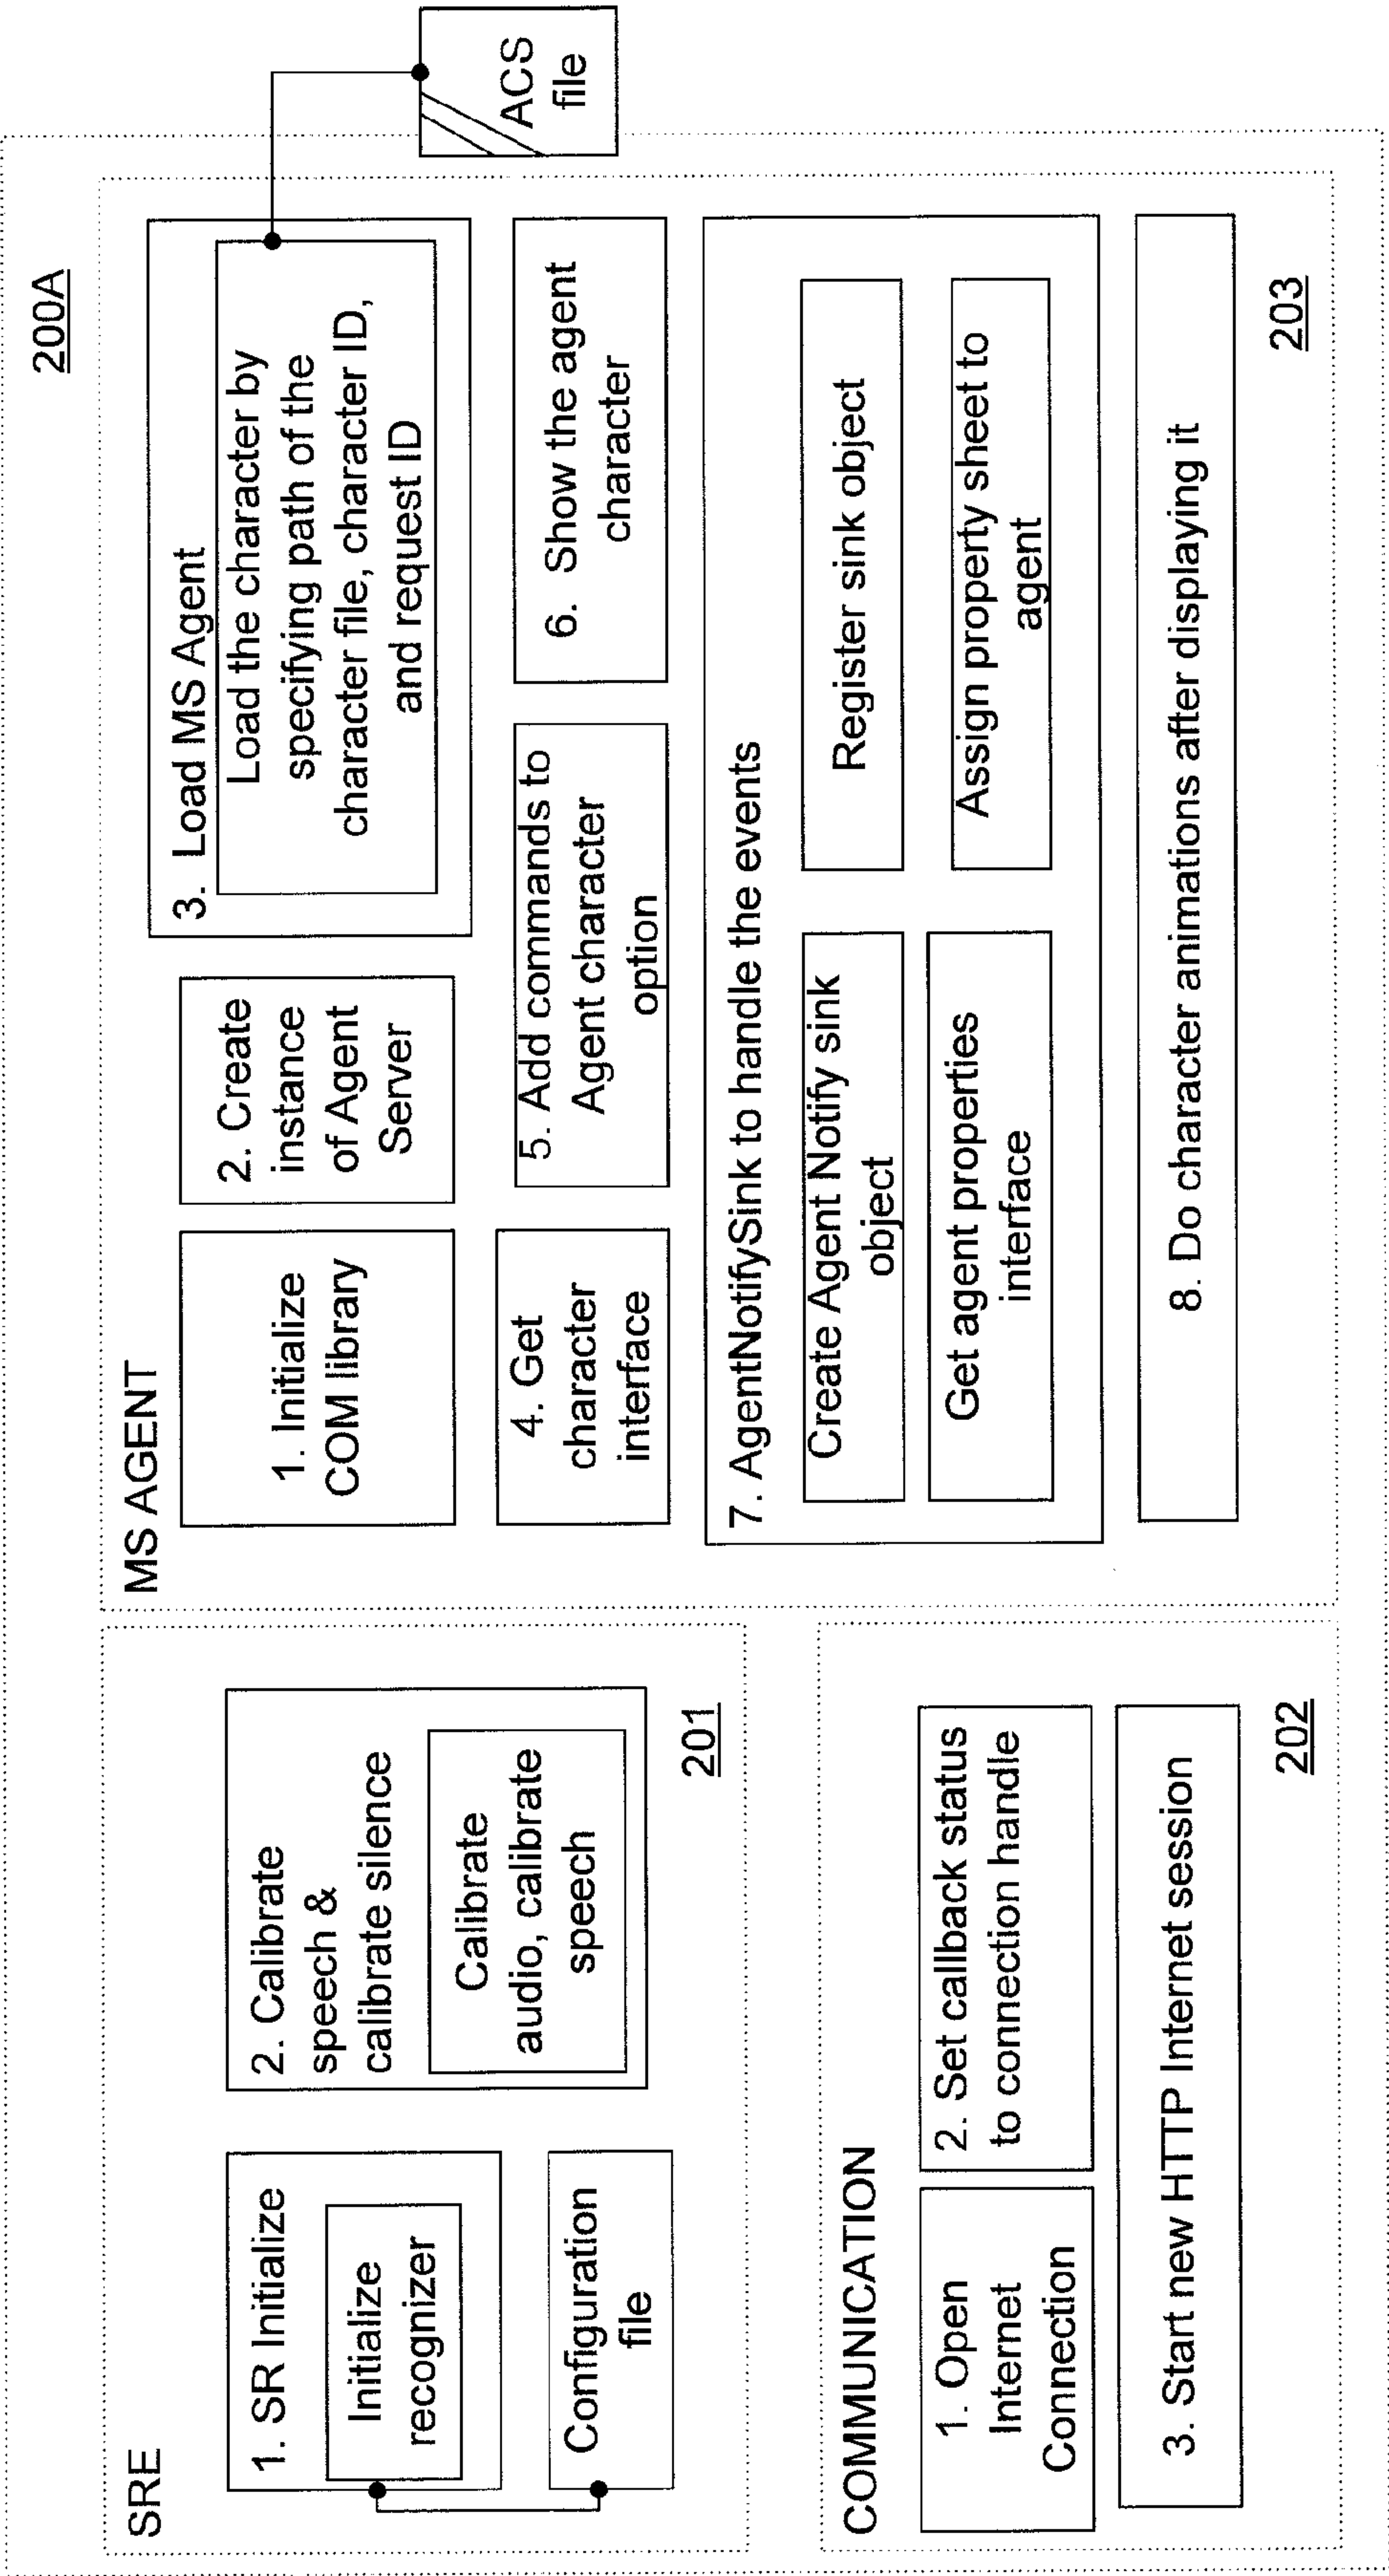 200A
SRE
1. SR Initialize
Initialize
recognizer
Configuration
file
2. Calibrate
speech &
calibrate silence
Calibrate
audio, calibrate
speech
201
COMMUNICATION
1. Open
Internet
Connection
2. Set callback status
to connection handle
3. Start new HTTP Internet session
202
MS AGENT
1. Initialize
COM library
2. Create
instance
of Agent
Server
3. Load MS Agent
Load the character by
specifying path of the
character file, character ID,
and request ID
ACS
file
4. Get
character
interface
5. Add commands to
Agent character
option
6. Show the agent
character
7. AgentNotifySink to handle the events
Create Agent Notify sink
object
Register sink object
Get agent properties
interface
Assign property sheet to
agent
8. Do character animations after displaying it
203